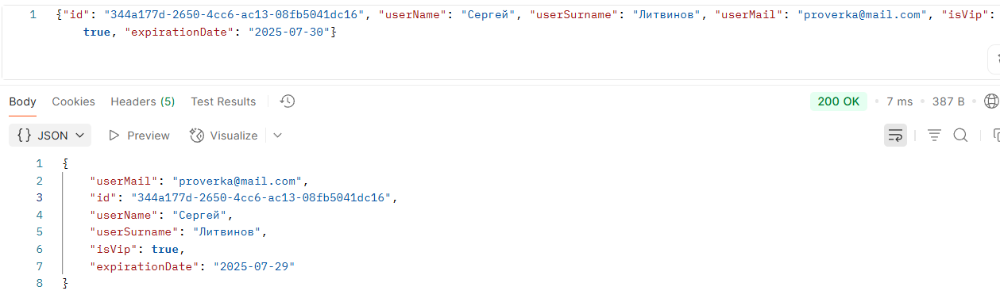 1 {"id": "344a177d-2650-4cc6-ac13-08fb5041dc16", "userName": "Сергей", "userSurname": "Литвинов", "userMail": "proverka@mail.com", "isVip":
true, "expirationDate": "2025-07-30"}
Body Cookies Headers (5) Test Results 200 OK • 7 ms • 387 B •
{} JSON Preview Visualize
1 {
2 "userMail": "proverka@mail.com",
3 "id": "344a177d-2650-4cc6-ac13-08fb5041dc16",
4 "userName": "Сергей",
5 "userSurname": "Литвинов",
6 "isVip": true,
7 "expirationDate": "2025-07-29"
8 }